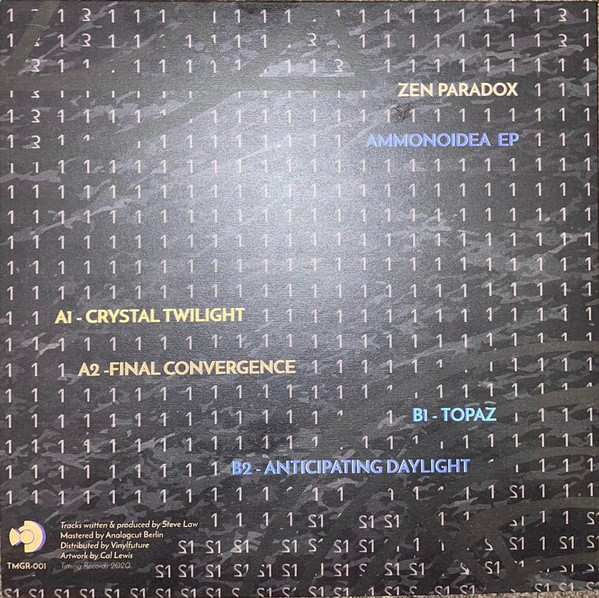 ZEN PARADOX
AMMONOIDEA EP
A1 - CRYSTAL TWILIGHT
A2 -FINAL CONVERGENCE
B1 - TOPAZ
B2 - ANTICIPATING DAYLIGHT
Tracks written & produced by Steve Law
Mastered by Analogcut Berlin
Distributed by Vinylfuture
Artwork by Cal Lewis
Timing Records 2020
TMGR-001